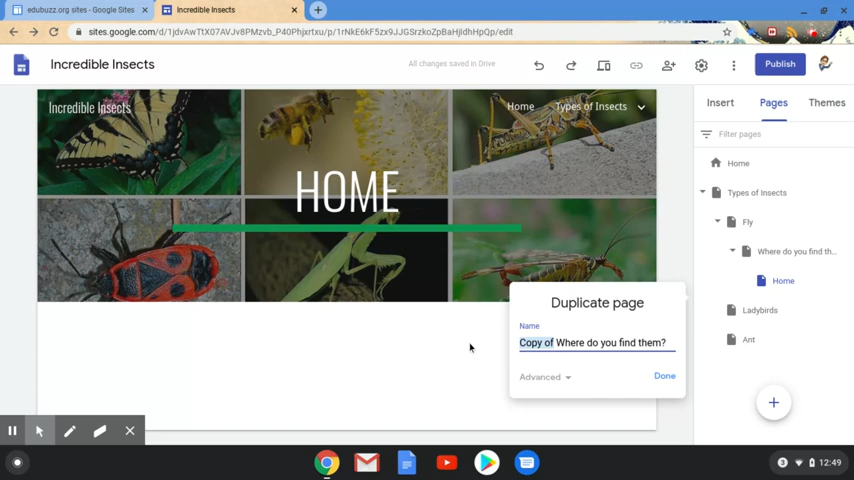 edubuzz.org sites - Google Sites
Incredible Insects
sites.google.com/d/1jdvAwTtX07AVJv8PMzvb_P40Phjxrtxu/p/1rNkE6kF5zx9JJGSrzkoZpBaHjIdhHpQp/edit
Incredible Insects
All changes saved in Drive
Publish
Insert
Pages
Themes
Incredible Insects
Home
Types of Insects
HOME
Filter pages
Home
Types of Insects
Fly
Where do you find th...
Home
Ladybirds
Ant
Duplicate page
Name
Copy of Where do you find them?
Advanced
Done
3
12:49